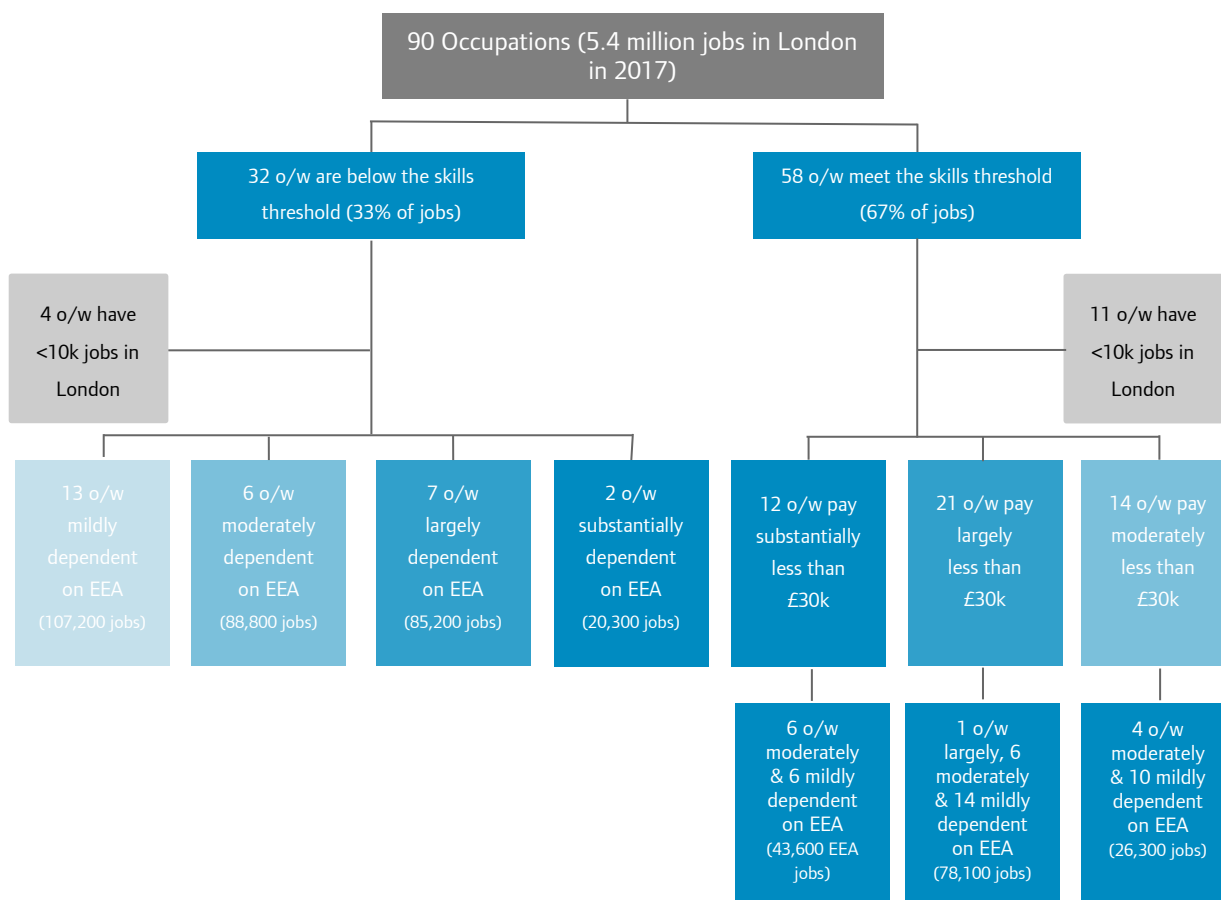 90 Occupations (5.4 million jobs in London
in 2017)
32 o/w are below the skills
threshold (33% of jobs)
58 o/w meet the skills threshold
(67% of jobs)
4 o/w have
<10k jobs in
London
11 o/w have
<10k jobs in
London
13 o/w
mildly
dependent
on EEA
(107,200 jobs)
6 o/w
moderately
dependent
on EEA
(88,800 jobs)
7 o/w
largely
dependent
on EEA
(85,200 jobs)
2 o/w
substantially
dependent
on EEA
(20,300 jobs)
12 o/w pay
substantially
less than
£30k
21 o/w pay
largely
less than
£30k
14 o/w pay
moderately
less than
£30k
6 o/w
moderately
& 6 mildly
dependent
on EEA
(43,600 EEA
jobs)
1 o/w
largely, 6
moderately
& 14 mildly
dependent
on EEA
(78,100 jobs)
4 o/w
moderately
& 10 mildly
dependent
on EEA
(26,300 jobs)